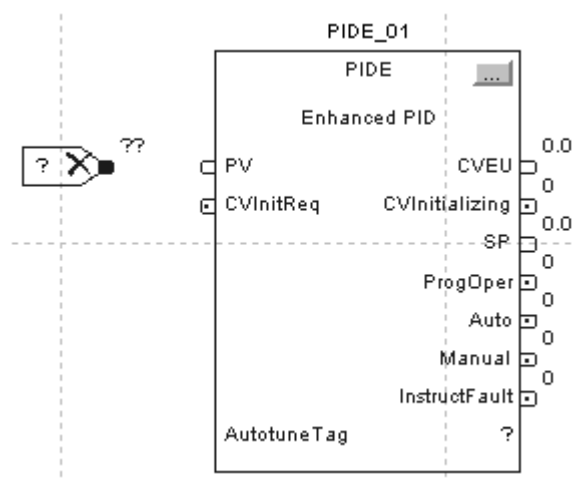 PIDE_01
PIDE
...
Enhanced PID
?
??
0.0
PV
CVEU
0
CVInitReq
CVInitializing
0.0
SP
0
ProgOper
0
Auto
0
Manual
0
InstructFault
AutotuneTag
?